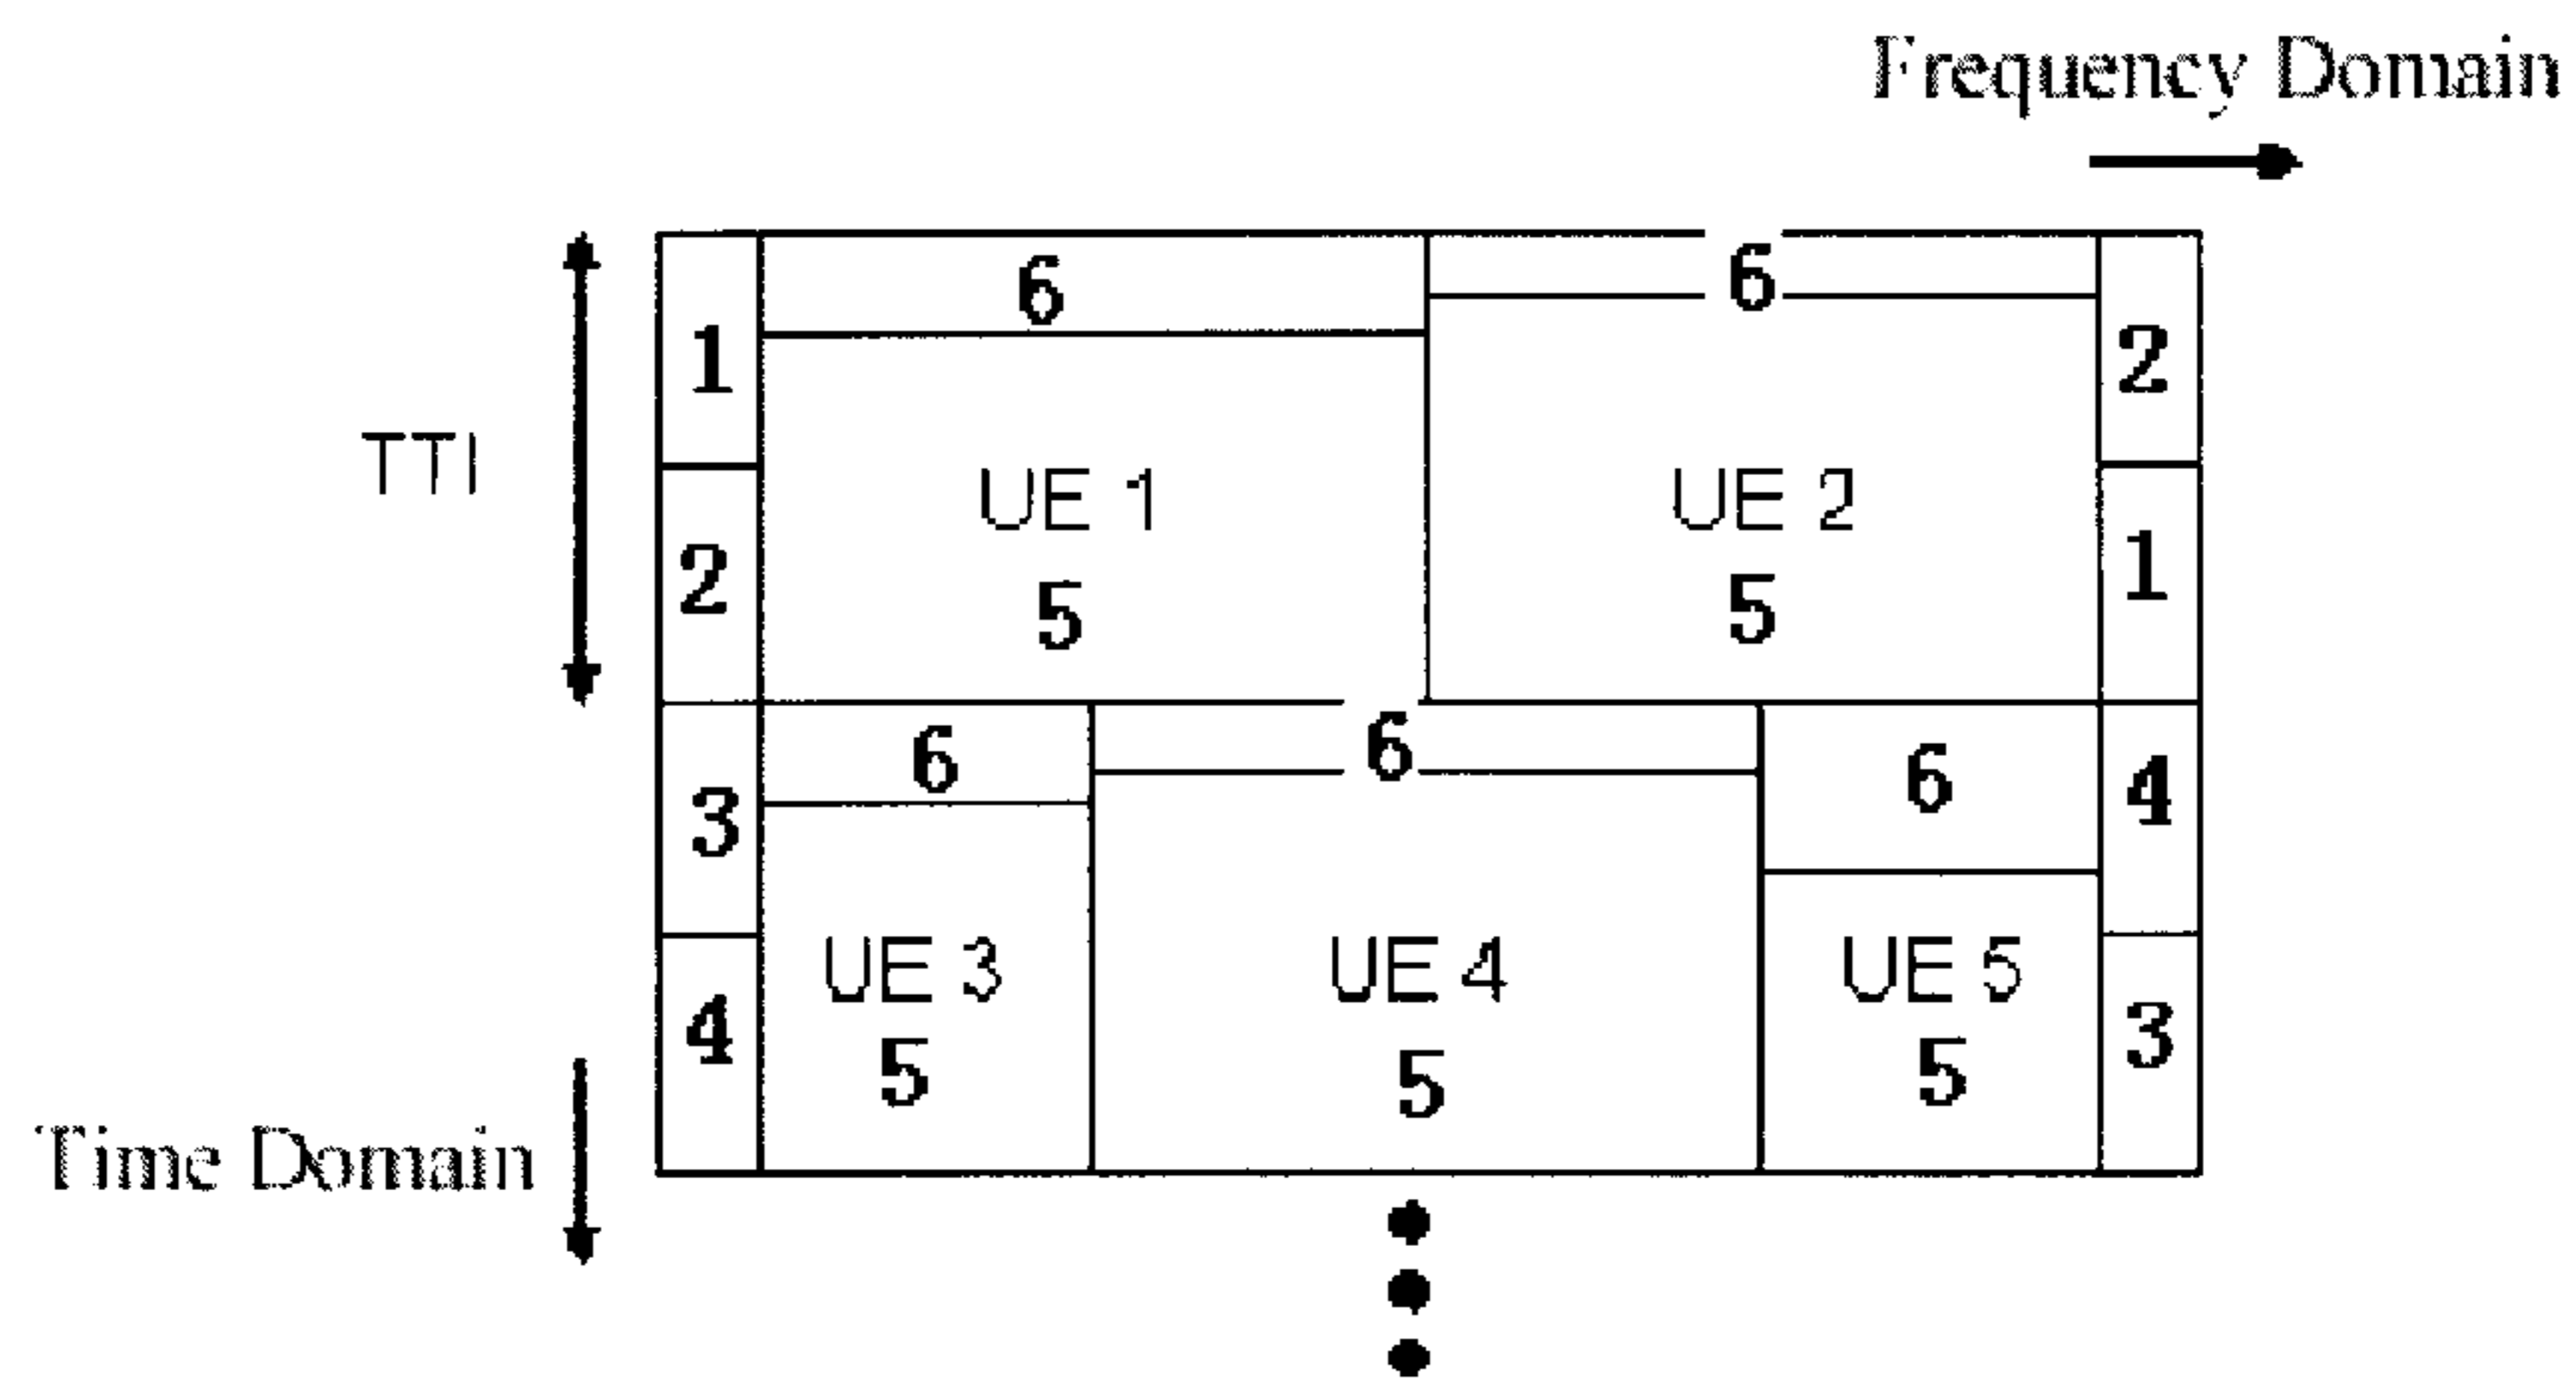 Frequency Domain
6 6
1 2
TTI
UE 1 UE 2
2 5 5 1
6 6 6 4
3
UE 3 UE 4 UE 5
4 5 5 5 3
Time Domain